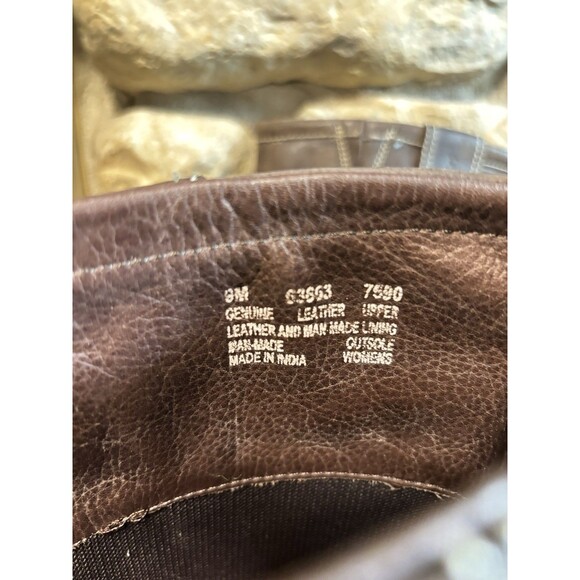 9M 63663 7590
GENUINE LEATHER UPPER
LEATHER AND MAN MADE LINING
MAN-MADE OUTSOLE
MADE IN INDIA WOMENS